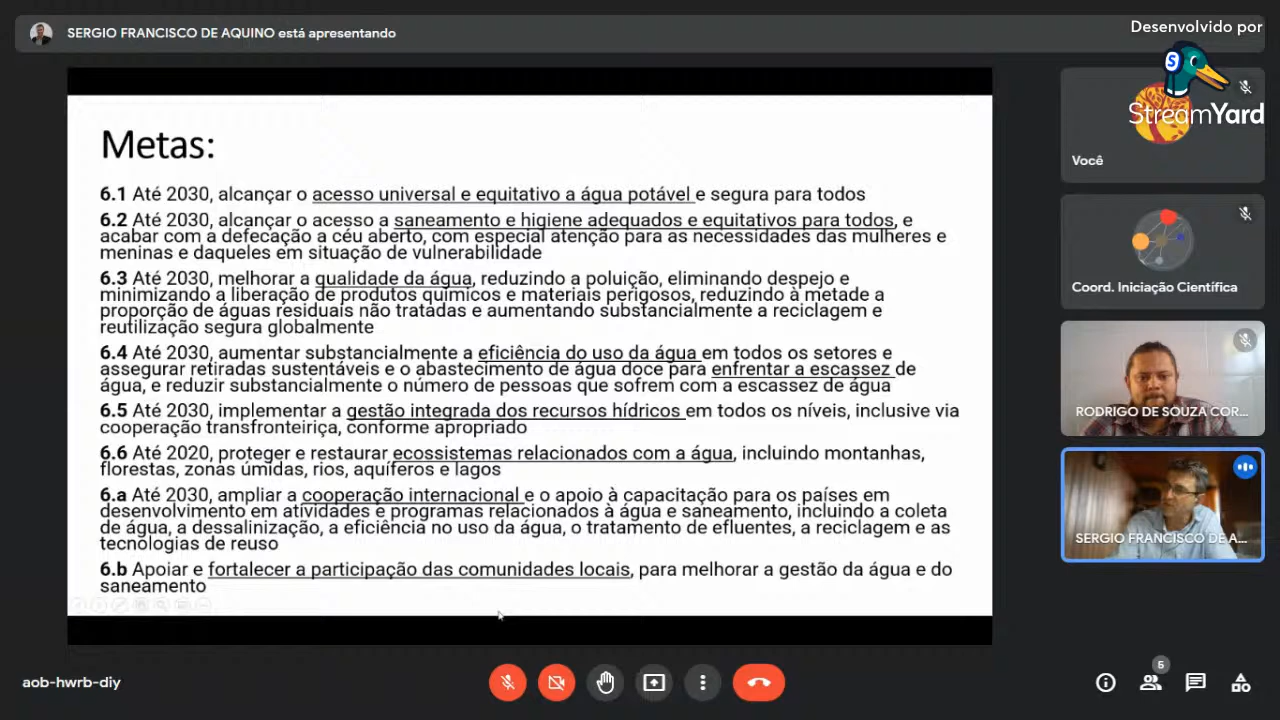 SERGIO FRANCISCO DE AQUINO está apresentando
Desenvolvido por
S
StreamYard
Você
Coord. Iniciação Científica
RODRIGO DE SOUZA COR...
SERGIO FRANCISCO DE A...
Metas:
6.1 Até 2030, alcançar o acesso universal e equitativo a água potável e segura para todos
6.2 Até 2030, alcançar o acesso a saneamento e higiene adequados e equitativos para todos, e
acabar com a defecação a céu aberto, com especial atenção para as necessidades das mulheres e
meninas e daqueles em situação de vulnerabilidade
6.3 Até 2030, melhorar a qualidade da água, reduzindo a poluição, eliminando despejo e
minimizando a liberação de produtos químicos e materiais perigosos, reduzindo à metade a
proporção de águas residuais não tratadas e aumentando substancialmente a reciclagem e
reutilização segura globalmente
6.4 Até 2030, aumentar substancialmente a eficiência do uso da água em todos os setores e
assegurar retiradas sustentáveis e o abastecimento de água doce para enfrentar a escassez de
água, e reduzir substancialmente o número de pessoas que sofrem com a escassez de água
6.5 Até 2030, implementar a gestão integrada dos recursos hídricos em todos os níveis, inclusive via
cooperação transfronteiriça, conforme apropriado
6.6 Até 2020, proteger e restaurar ecossistemas relacionados com a água, incluindo montanhas,
florestas, zonas úmidas, rios, aquíferos e lagos
6.a Até 2030, ampliar a cooperação internacional e o apoio à capacitação para os países em
desenvolvimento em atividades e programas relacionados à água e saneamento, incluindo a coleta
de água, a dessalinização, a eficiência no uso da água, o tratamento de efluentes, a reciclagem e as
tecnologias de reuso
6.b Apoiar e fortalecer a participação das comunidades locais, para melhorar a gestão da água e do
saneamento
aob-hwrb-diy
5